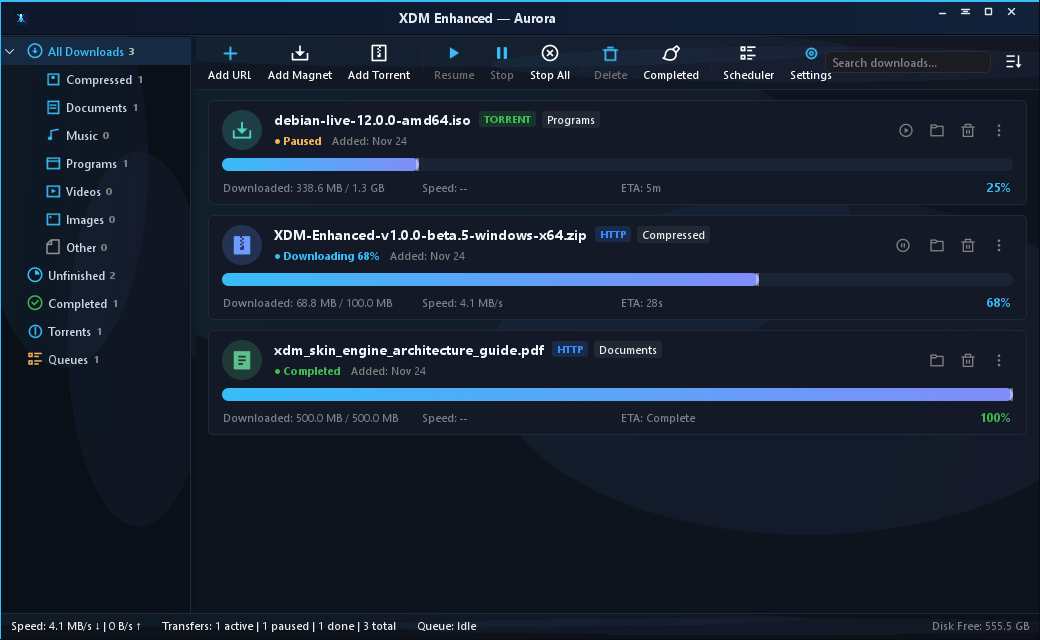 XDM Enhanced — Aurora
All Downloads 3
Compressed 1
Documents 1
Music 0
Programs 1
Videos 0
Images 0
Other 0
Unfinished 2
Completed 1
Torrents 1
Queues 1
Add URL Add Magnet Add Torrent Resume Stop Stop All Delete Completed Scheduler Settings Search downloads...
debian-live-12.0.0-amd64.iso TORRENT Programs
● Paused Added: Nov 24
Downloaded: 338.6 MB / 1.3 GB Speed: -- ETA: 5m 25%
XDM-Enhanced-v1.0.0-beta.5-windows-x64.zip HTTP Compressed
● Downloading 68% Added: Nov 24
Downloaded: 68.8 MB / 100.0 MB Speed: 4.1 MB/s ETA: 28s 68%
xdm_skin_engine_architecture_guide.pdf HTTP Documents
● Completed Added: Nov 24
Downloaded: 500.0 MB / 500.0 MB Speed: -- ETA: Complete 100%
Speed: 4.1 MB/s ↓ | 0 B/s ↑ Transfers: 1 active | 1 paused | 1 done | 3 total Queue: Idle Disk Free: 555.5 GB